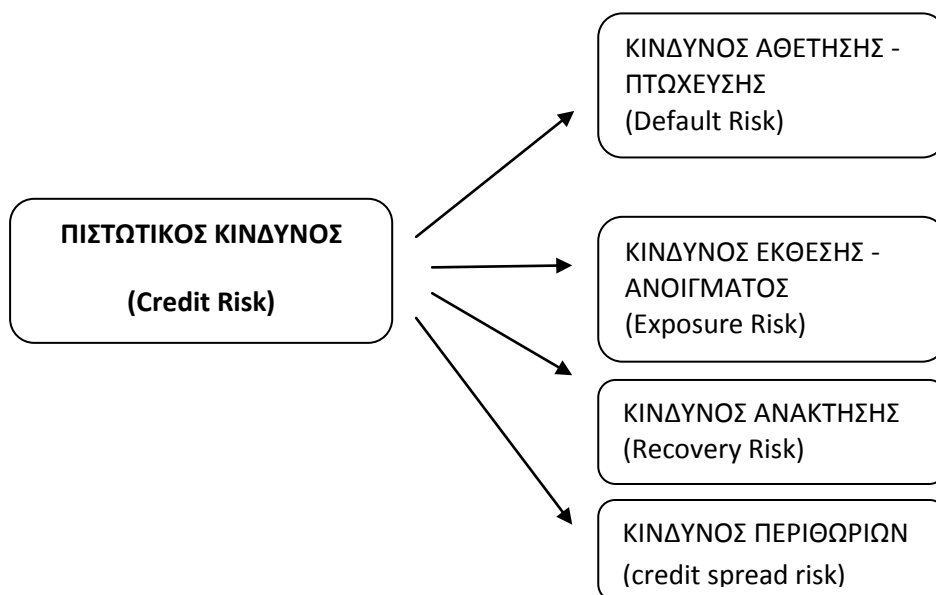 ΚΙΝΔΥΝΟΣ ΑΘΕΤΗΣΗΣ -
ΠΤΩΧΕΥΣΗΣ
(Default Risk)
ΠΙΣΤΩΤΙΚΟΣ ΚΙΝΔΥΝΟΣ
(Credit Risk)
ΚΙΝΔΥΝΟΣ ΕΚΘΕΣΗΣ -
ΑΝΟΙΓΜΑΤΟΣ
(Exposure Risk)
ΚΙΝΔΥΝΟΣ ΑΝΑΚΤΗΣΗΣ
(Recovery Risk)
ΚΙΝΔΥΝΟΣ ΠΕΡΙΘΩΡΙΩΝ
(credit spread risk)